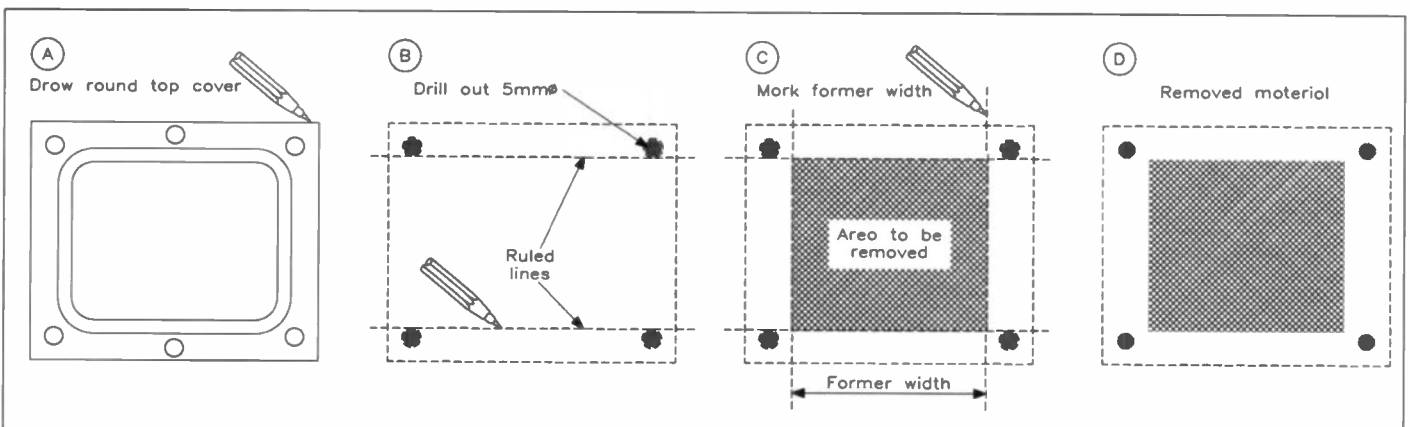 A
Drow round top cover
B
Drill out 5mmø
Ruled
lines
C
Mork former width
Areo to be
removed
Former width
D
Removed moteriol